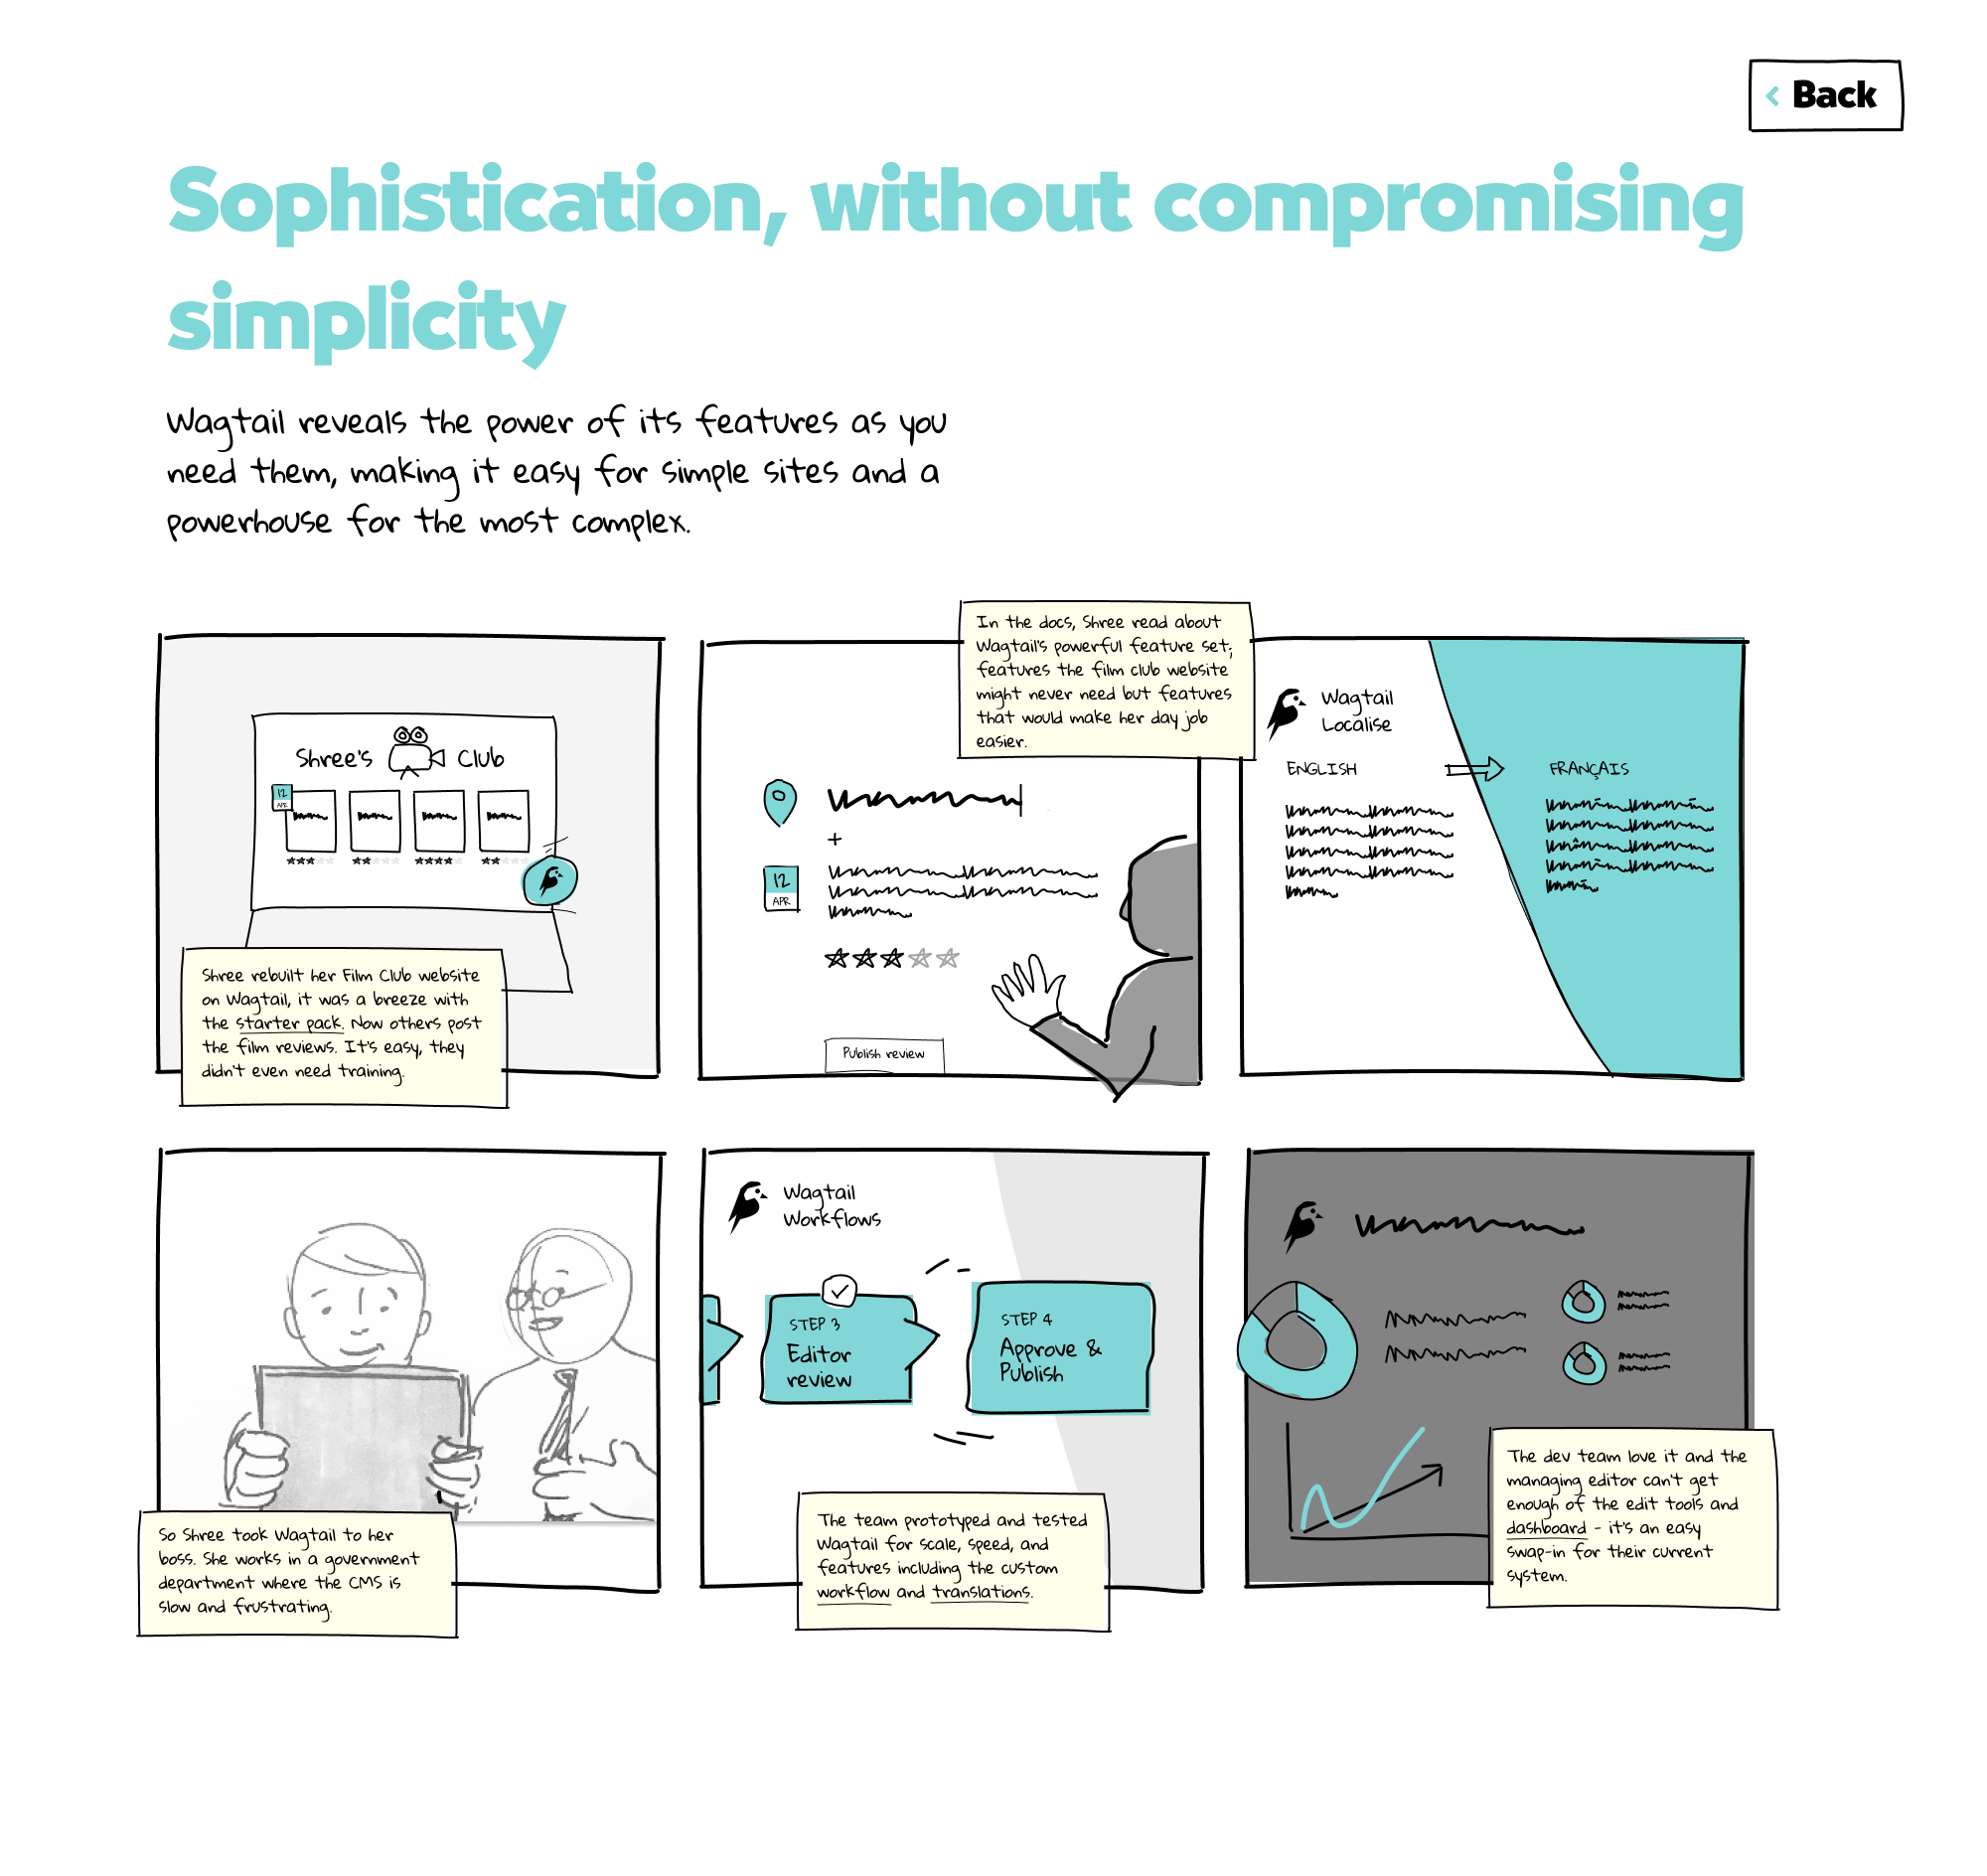 Back
Sophistication, without compromising
simplicity
Wagtail reveals the power of its features as you
need them, making it easy for simple sites and a
powerhouse for the most complex.
Shree's Club
12
APR
Shree rebuilt her Film Club website
on Wagtail, it was a breeze with
the starter pack. Now others post
the film reviews. It's easy, they
didn't even need training.
In the docs, Shree read about
Wagtail's powerful feature set;
features the film club website
might never need but features
that would make her day job
easier.
12
APR
Publish review
Wagtail
Localise
ENGLISH
FRANÇAIS
So Shree took Wagtail to her
boss. She works in a government
department where the CMS is
slow and frustrating.
Wagtail
Workflows
STEP 3
Editor
review
STEP 4
Approve &
Publish
The team prototyped and tested
Wagtail for scale, speed, and
features including the custom
workflow and translations.
The dev team love it and the
managing editor can't get
enough of the edit tools and
dashboard - it's an easy
swap-in for their current
system.